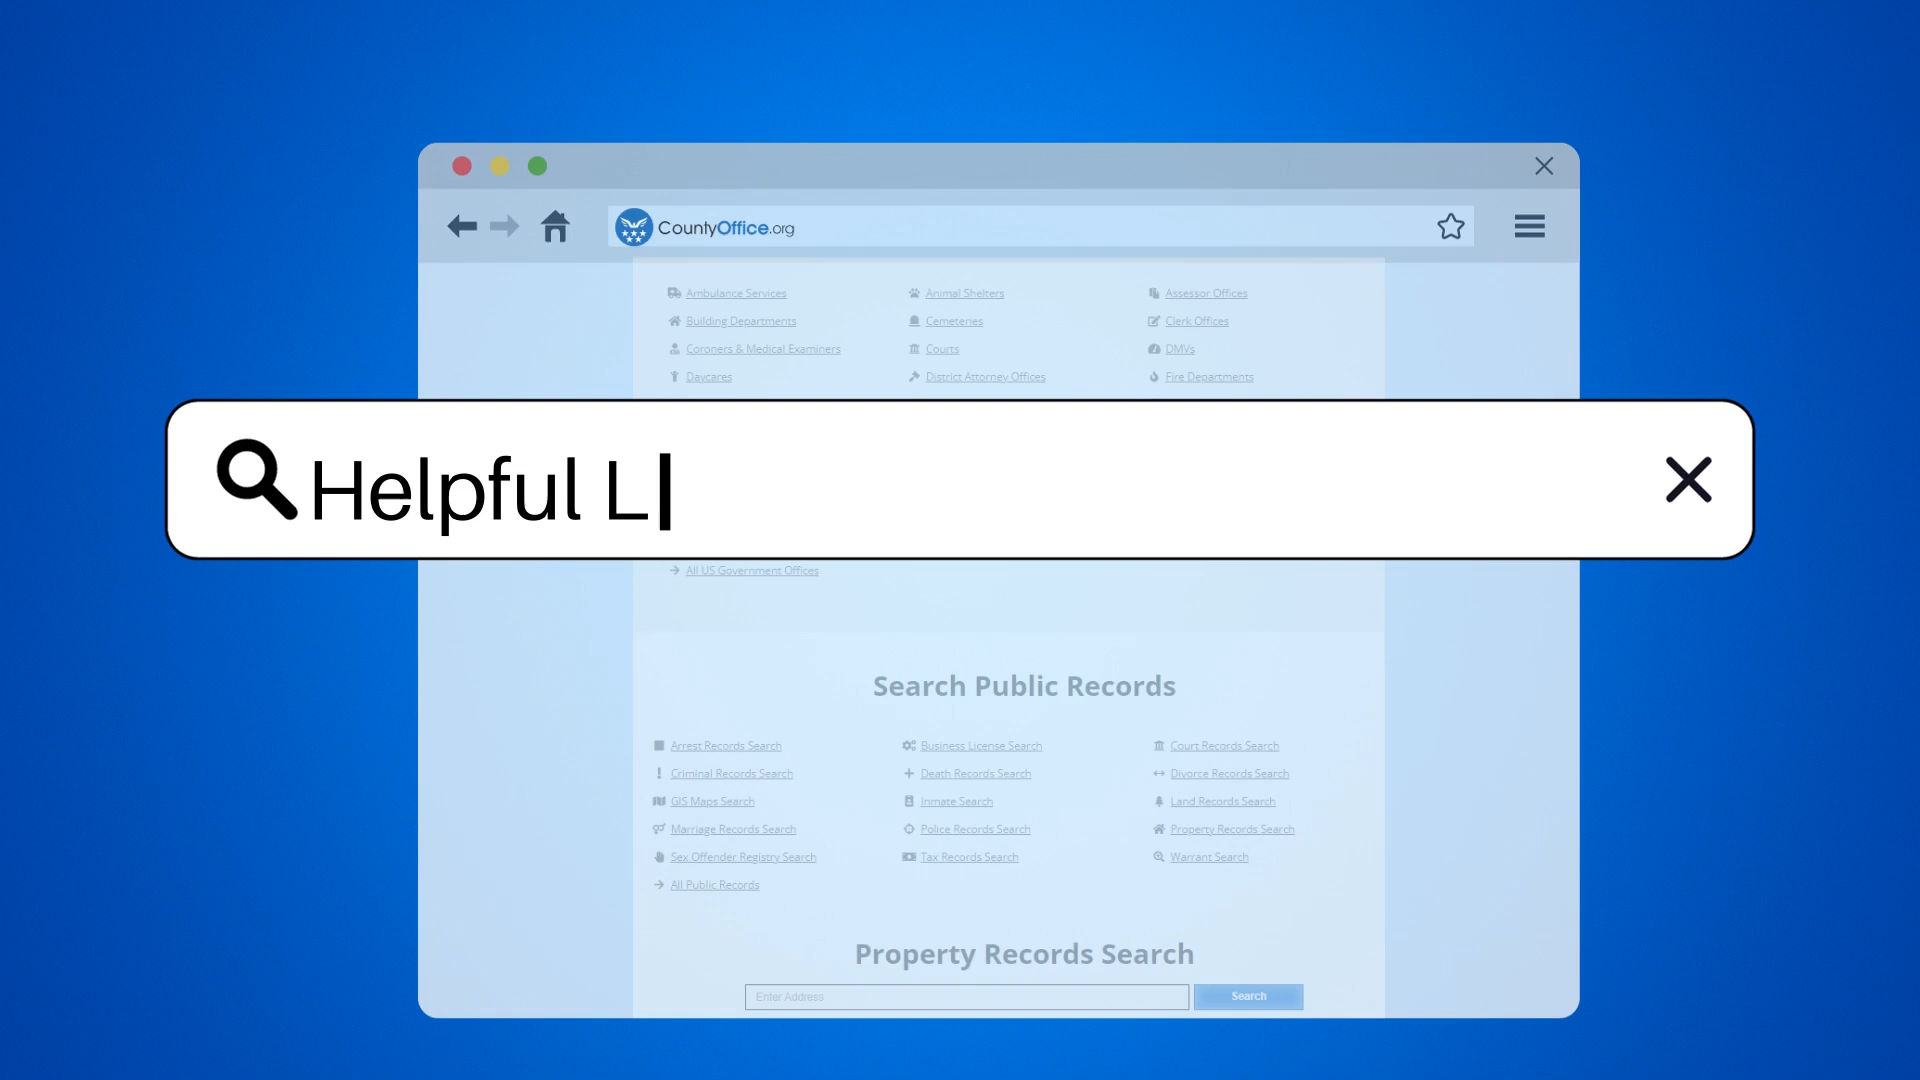 CountyOffice.org
Ambulance Services Animal Shelters Assessor Offices
Building Departments Cemeteries Clerk Offices
Coroners & Medical Examiners Courts DMVs
Daycares District Attorney Offices Fire Departments
Helpful L
All US Government Offices
Search Public Records
Arrest Records Search Business License Search Court Records Search
Criminal Records Search Death Records Search Divorce Records Search
GIS Maps Search Inmate Search Land Records Search
Marriage Records Search Police Records Search Property Records Search
Sex Offender Registry Search Tax Records Search Warrant Search
All Public Records
Property Records Search
Enter Address Search